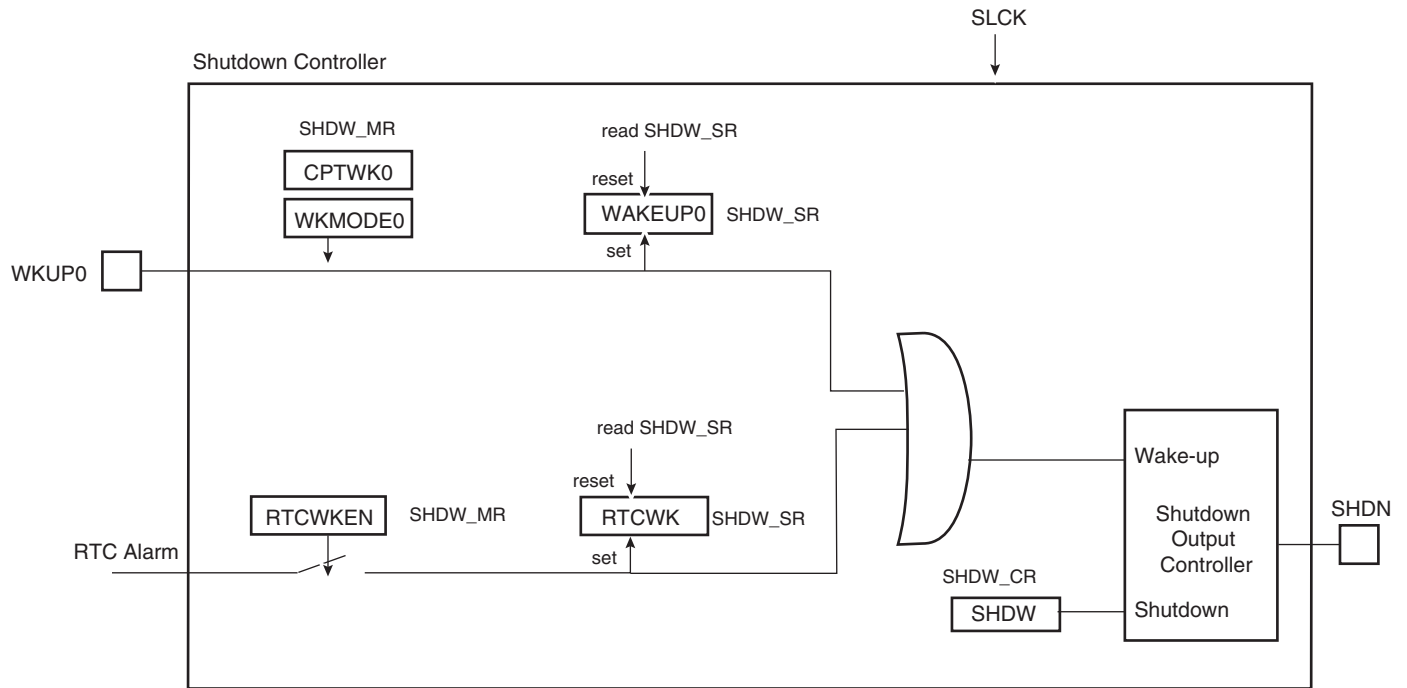 SLCK
Shutdown Controller
SHDW_MR
CPTWK0
WKMODE0
read SHDW_SR
reset
WAKEUP0
SHDW_SR
set
WKUP0
read SHDW_SR
reset
RTCWKEN
SHDW_MR
RTCWK
SHDW_SR
set
RTC Alarm
Wake-up
Shutdown
Output
Controller
SHDN
SHDW_CR
SHDW
Shutdown